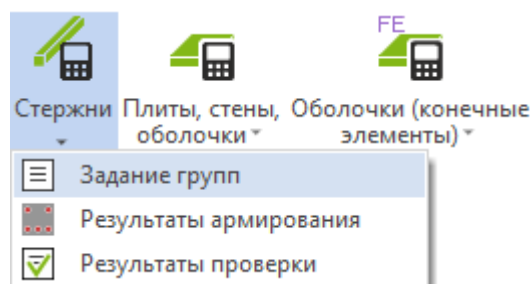 FE
Стержни
Плиты, стены,
оболочки
Оболочки (конечные
элементы)
Задание групп
Результаты армирования
Результаты проверки